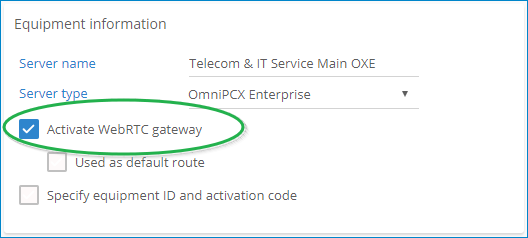 Equipment information
Server name Telecom & IT Service Main OXE
Server type OmniPCX Enterprise
Activate WebRTC gateway
Used as default route
Specify equipment ID and activation code